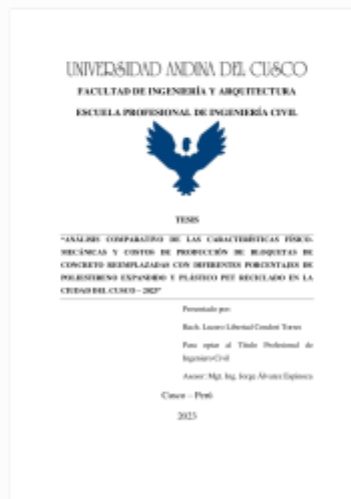 UNIVERSIDAD ANDINA DEL CUSCO
FACULTAD DE INGENIERÍA Y ARQUITECTURA
ESCUELA PROFESIONAL DE INGENIERÍA CIVIL
TESIS
“ANÁLISIS COMPARATIVO DE LAS CARACTERÍSTICAS FÍSICO-
MECÁNICAS Y COSTOS DE PRODUCCIÓN DE BLOQUETAS DE
CONCRETO REEMPLAZADAS CON DIFERENTES PORCENTAJES DE
POLIESTIRENO EXPANDIDO Y PLÁSTICO PET RECICLADO EN LA
CIUDAD DEL CUSCO – 2023”
Presentado por:
Bach. Lucero Libertad Condori Torres
Para optar al Título Profesional de
Ingeniero Civil
Asesor: Mgt. Ing. Jorge Álvarez Espinoza
Cusco – Perú
2023